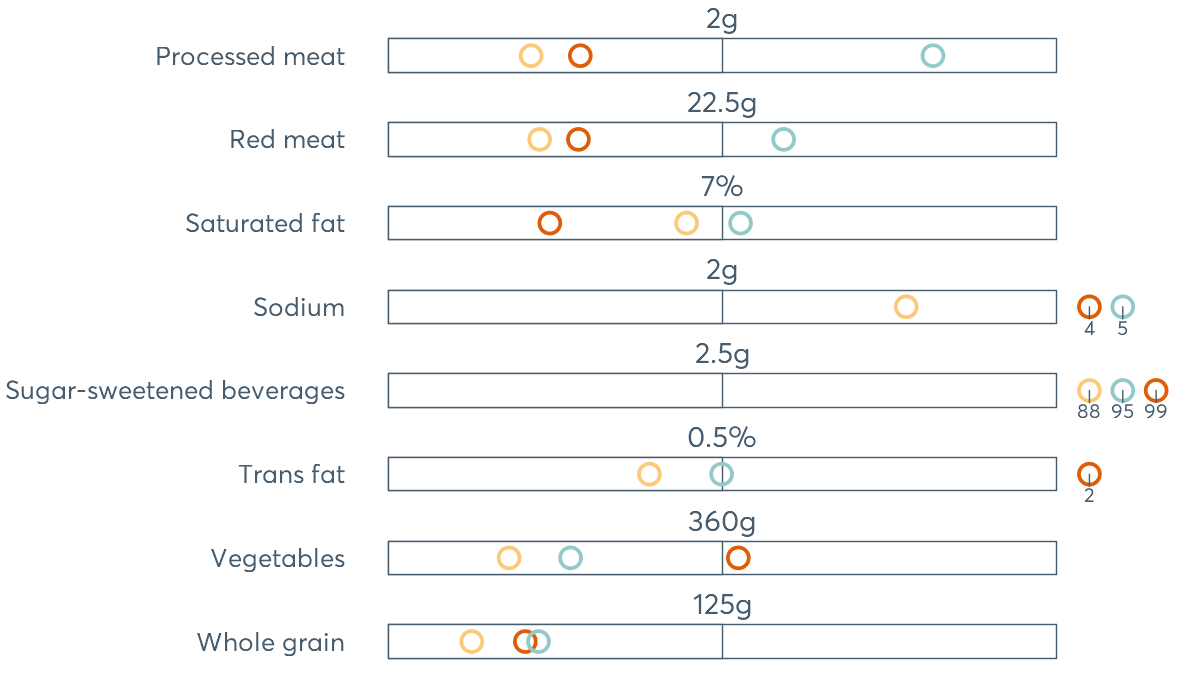 2g
Processed meat
22.5g
Red meat
7%
Saturated fat
2g
Sodium
4 5
2.5g
Sugar-sweetened beverages
88 95 99
0.5%
Trans fat
2
360g
Vegetables
125g
Whole grain